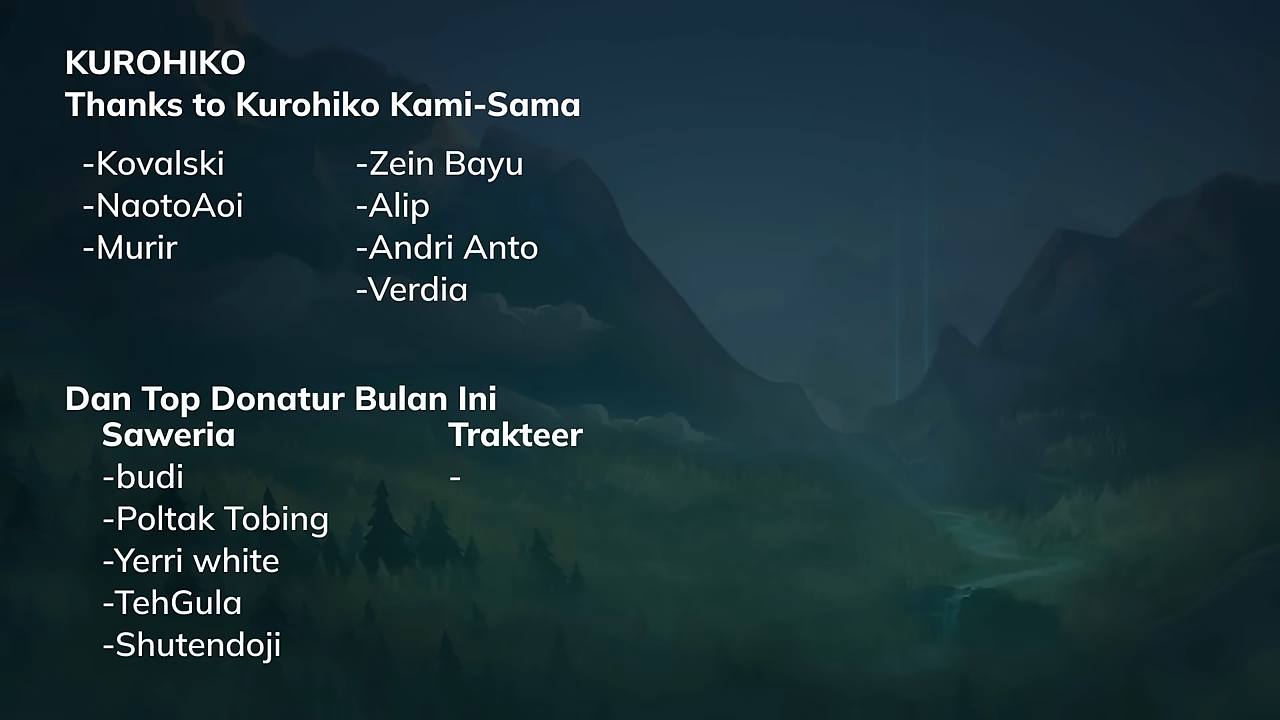 KUROHIKO
Thanks to Kurohiko Kami-Sama
-Kovalski
-NaotoAoi
-Murir
-Zein Bayu
-Alip
-Andri Anto
-Verdia
Dan Top Donatur Bulan Ini
Saweria
-budi
-Poltak Tobing
-Yerri white
-TehGula
-Shutendoji
Trakteer
-